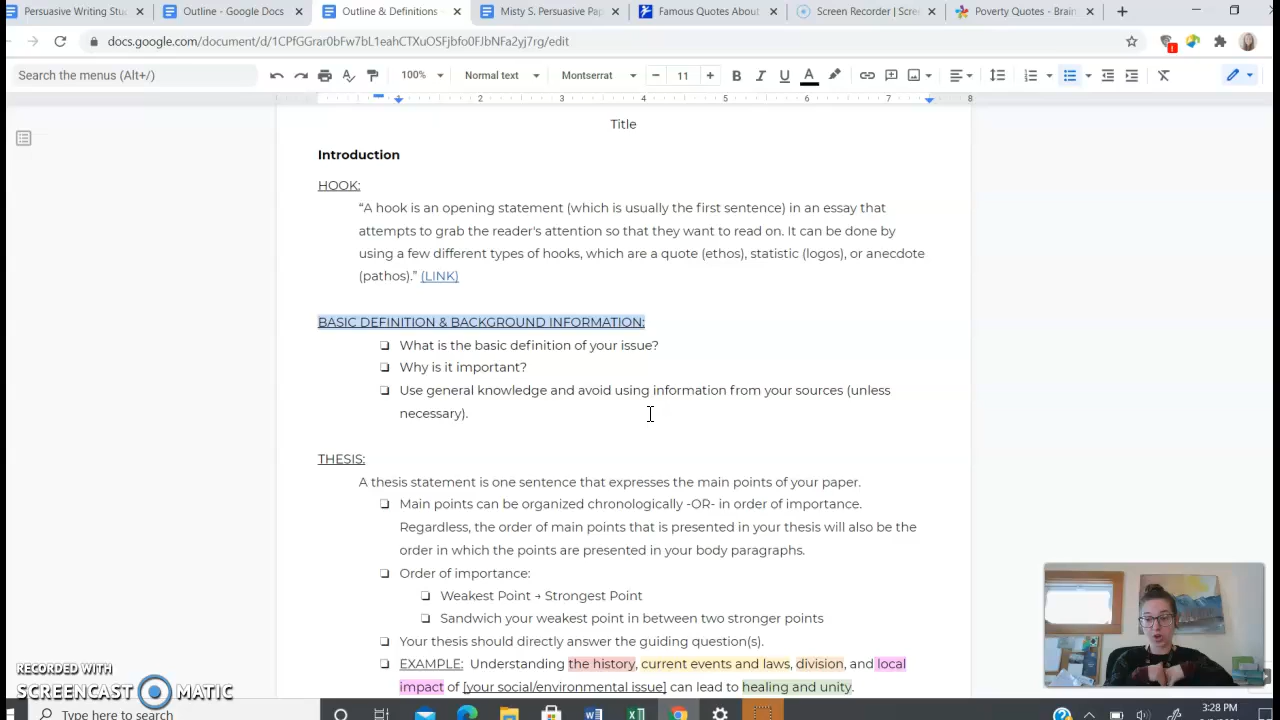 Persuasive Writing Stu
Outline - Google Docs
Outline & Definitions
Misty S. Persuasive Pap
Famous Quotes About
Screen Recorder | Scree
Poverty Quotes - Brain
docs.google.com/document/d/1CPfGGrar0bFw7bL1eahCTXuOSFjbfo0FJbNFa2yj7rg/edit
Search the menus (Alt+/)
100%
Normal text
Montserrat
11
2 3 4 5 6 7 8
Title
Introduction
HOOK:
“A hook is an opening statement (which is usually the first sentence) in an essay that
attempts to grab the reader's attention so that they want to read on. It can be done by
using a few different types of hooks, which are a quote (ethos), statistic (logos), or anecdote
(pathos).” (LINK)
BASIC DEFINITION & BACKGROUND INFORMATION:
❏ What is the basic definition of your issue?
❏ Why is it important?
❏ Use general knowledge and avoid using information from your sources (unless
necessary).
THESIS:
A thesis statement is one sentence that expresses the main points of your paper.
❏ Main points can be organized chronologically -OR- in order of importance.
Regardless, the order of main points that is presented in your thesis will also be the
order in which the points are presented in your body paragraphs.
❏ Order of importance:
❏ Weakest Point → Strongest Point
❏ Sandwich your weakest point in between two stronger points
❏ Your thesis should directly answer the guiding question(s).
❏ EXAMPLE: Understanding the history, current events and laws, division, and local
impact of [your social/environmental issue] can lead to healing and unity.
RECORDED WITH
SCREENCAST MATIC
Type here to search
3:28 PM